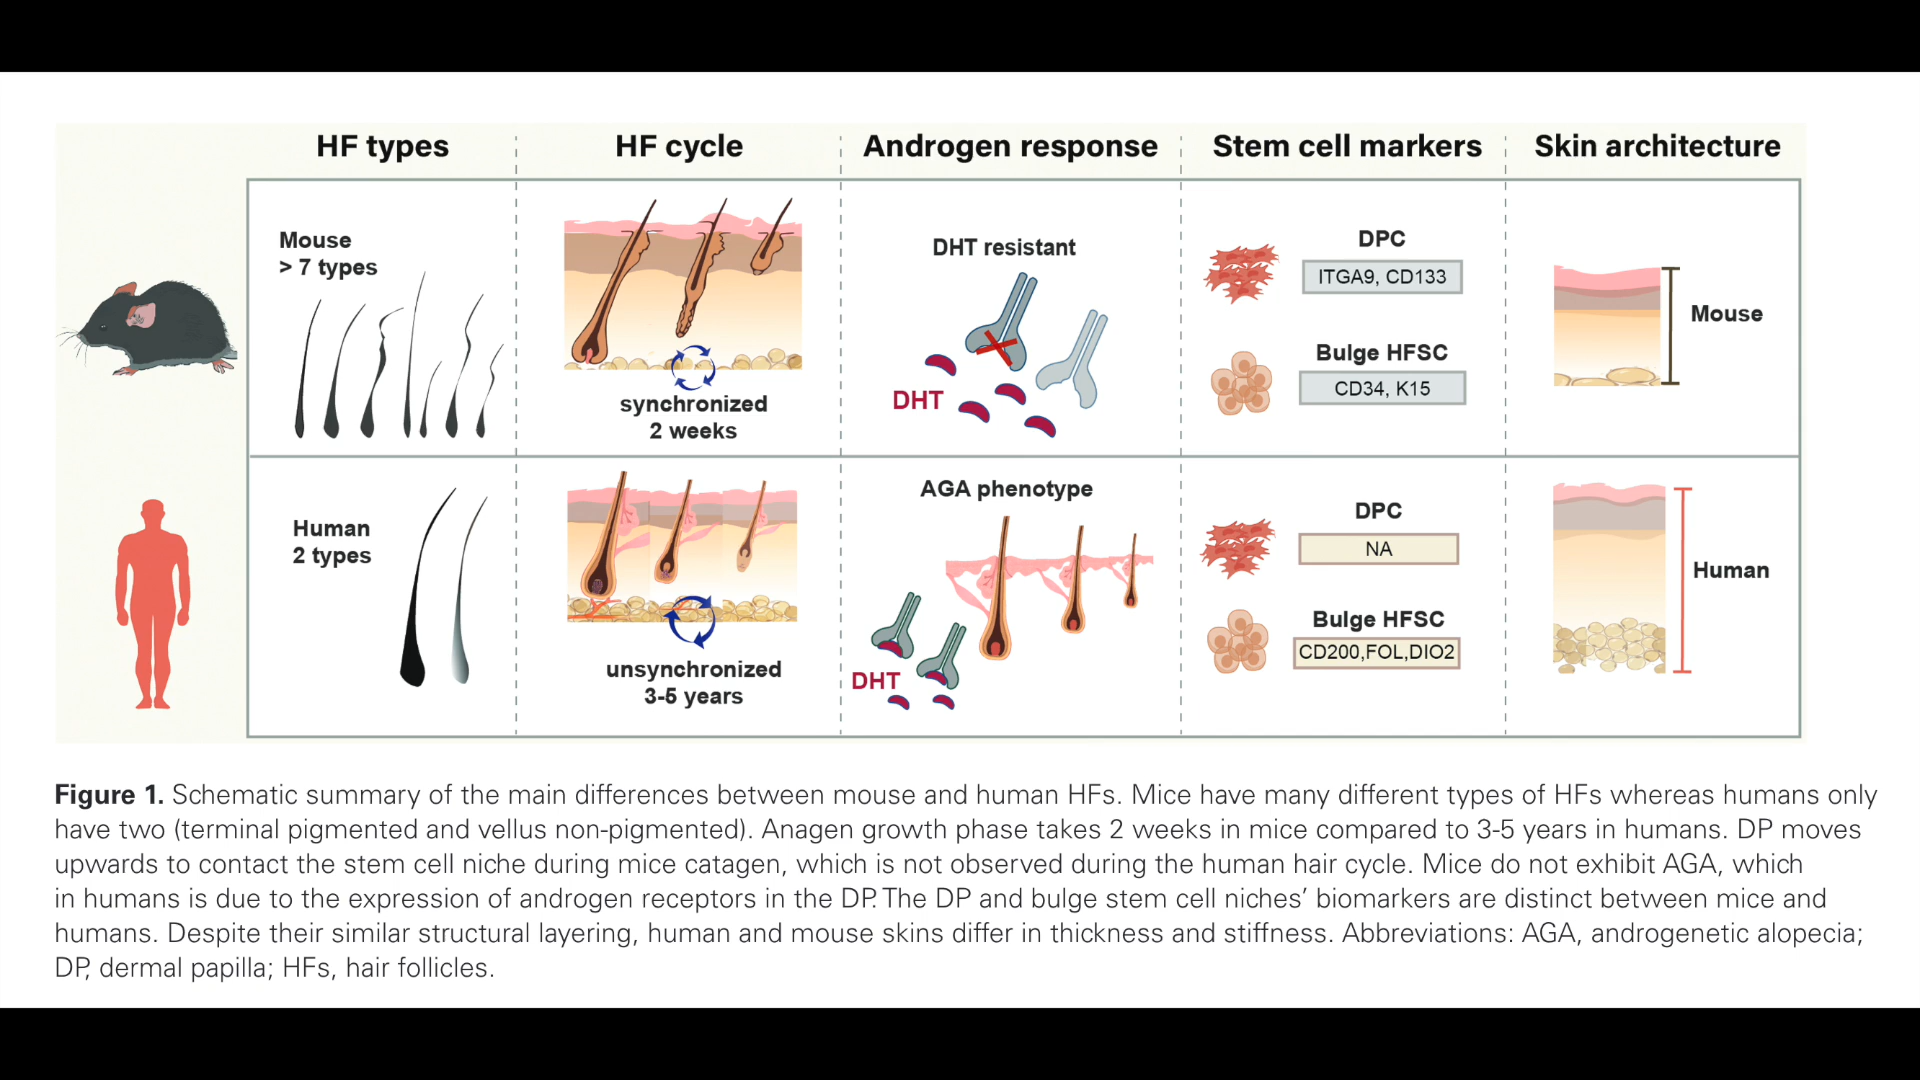 HF types
HF cycle
Androgen response
Stem cell markers
Skin architecture
Mouse
> 7 types
synchronized
2 weeks
DHT resistant
DHT
DPC
ITGA9, CD133
Bulge HFSC
CD34, K15
Mouse
Human
2 types
unsynchronized
3-5 years
AGA phenotype
DHT
DPC
NA
Bulge HFSC
CD200,FOL,DIO2
Human
Figure 1. Schematic summary of the main differences between mouse and human HFs. Mice have many different types of HFs whereas humans only
have two (terminal pigmented and vellus non-pigmented). Anagen growth phase takes 2 weeks in mice compared to 3-5 years in humans. DP moves
upwards to contact the stem cell niche during mice catagen, which is not observed during the human hair cycle. Mice do not exhibit AGA, which
in humans is due to the expression of androgen receptors in the DP. The DP and bulge stem cell niches’ biomarkers are distinct between mice and
humans. Despite their similar structural layering, human and mouse skins differ in thickness and stiffness. Abbreviations: AGA, androgenetic alopecia;
DP, dermal papilla; HFs, hair follicles.